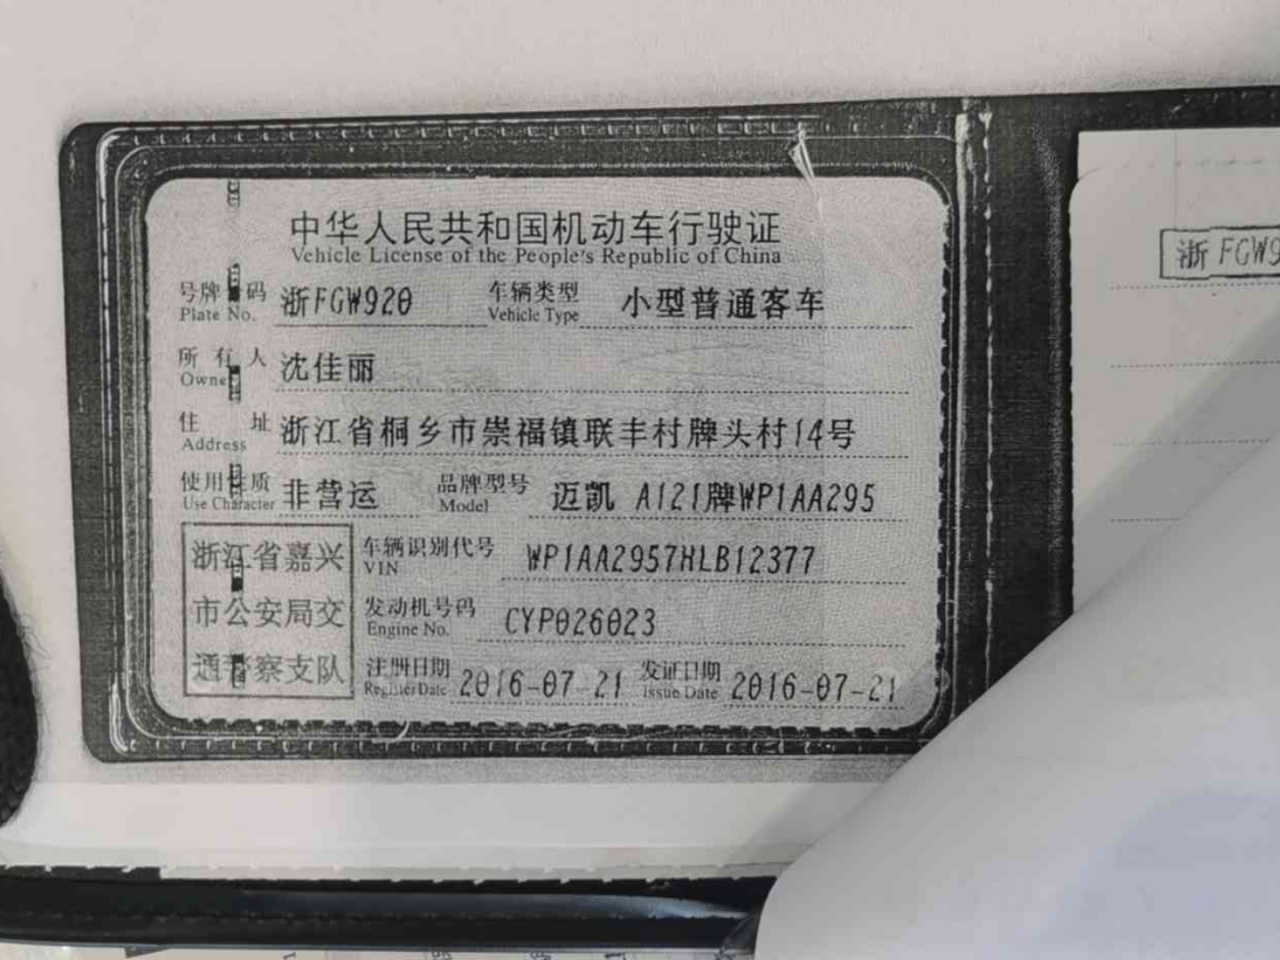 中华人民共和国机动车行驶证
Vehicle License of the People's Republic of China
号牌号码 浙FGW920 车辆类型 小型普通客车
Plate No. Vehicle Type
所有人 沈佳丽
Owner
住址 浙江省桐乡市崇福镇联丰村牌头村14号
Address
使用性质 非营运 品牌型号 迈凯 A121牌WP1AA295
Use Character Model
浙江省嘉兴
市公安局交
通警察支队
车辆识别代号 WP1AA2957HLB12377
VIN
发动机号码 CYP026023
Engine No.
注册日期 2016-07-21 发证日期 2016-07-21
Register Date Issue Date
浙FGW9